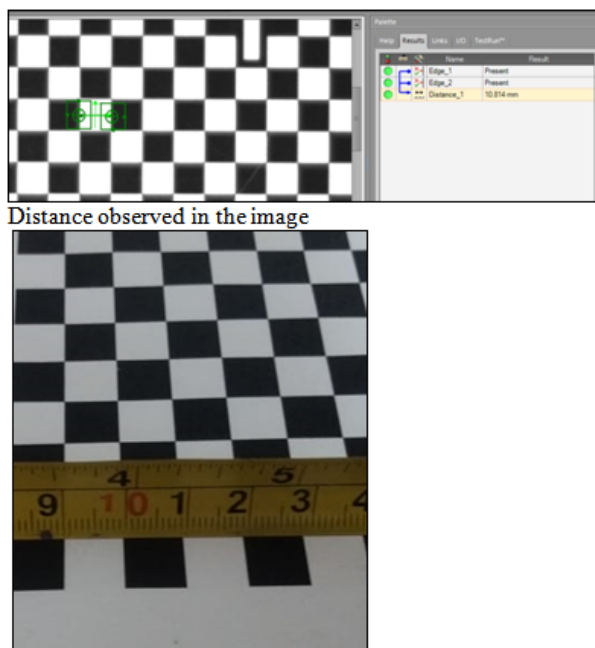 Palette
Help Results Links I/O TestRun™
Name Result
Edge_1 Present
Edge_2 Present
Distance_1 10.814 mm
Distance observed in the image
4 5
9 10 1 2 3 4